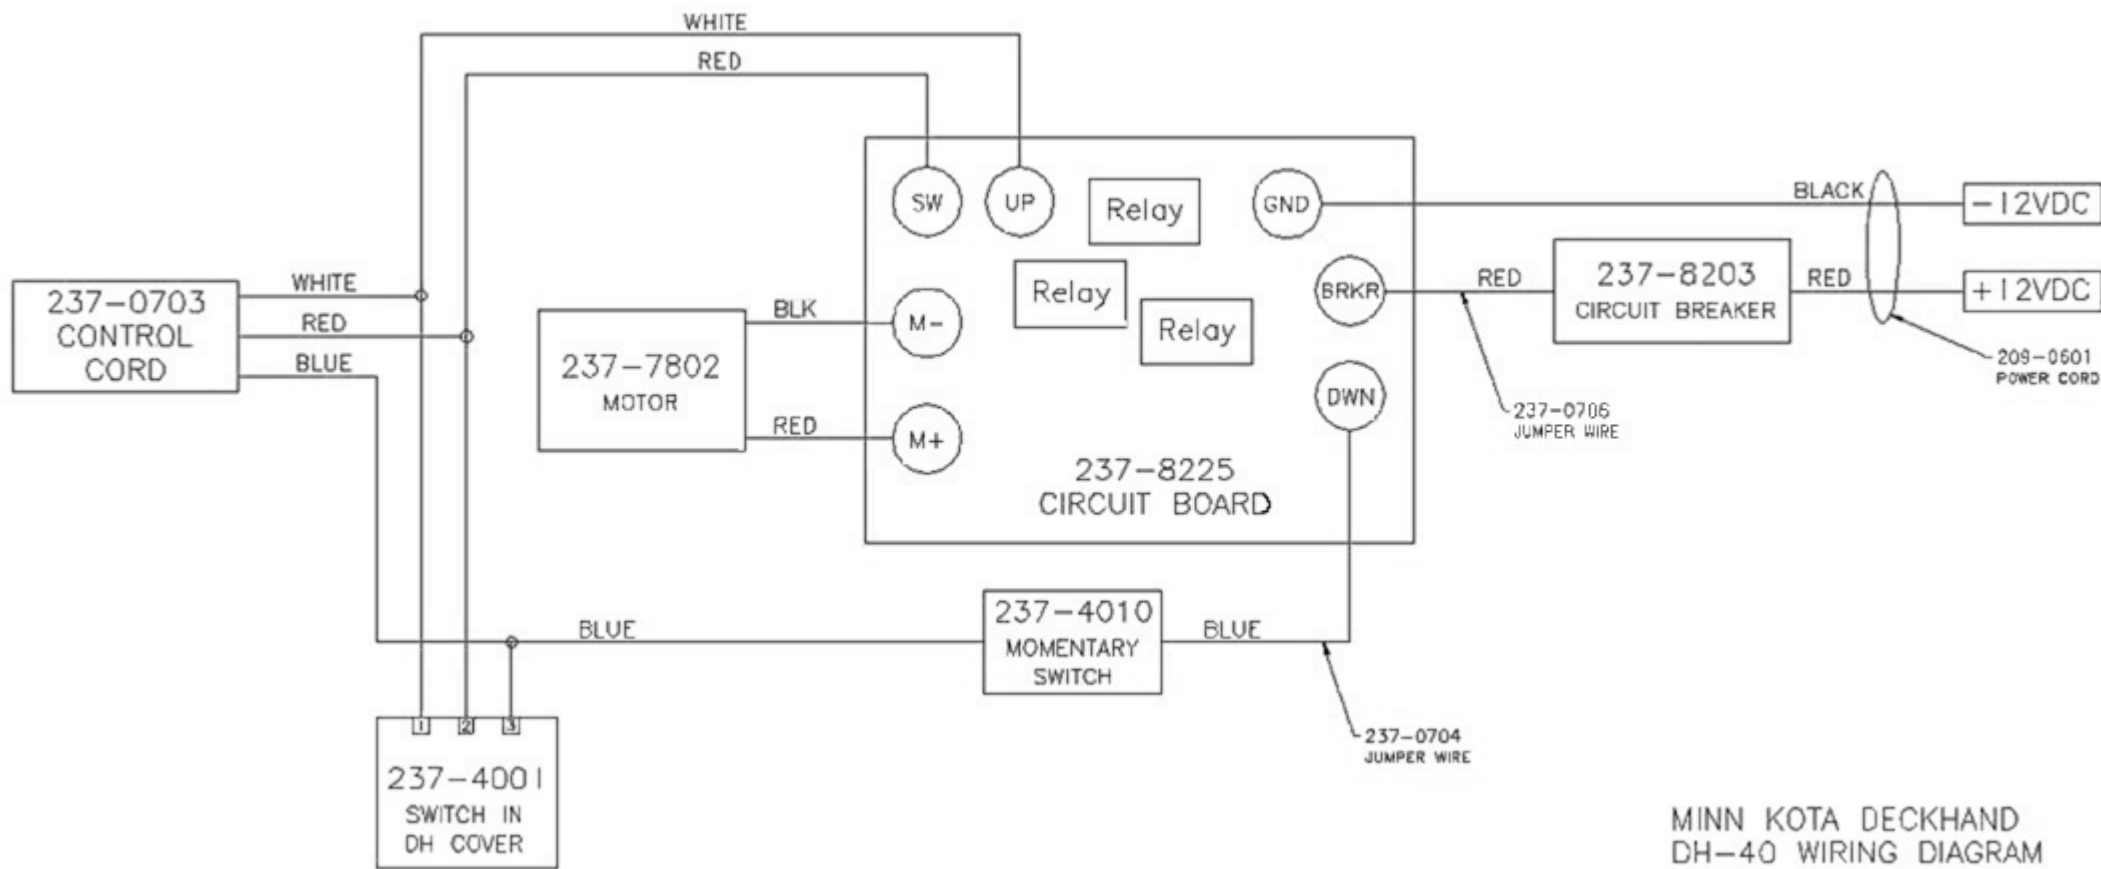 WHITE
RED
SW
UP
Relay
GND
BLACK
-12VDC
237-0703
CONTROL
CORD
WHITE
RED
BLUE
237-7802
MOTOR
BLK
RED
M-
M+
Relay
Relay
BRKR
RED
237-8203
CIRCUIT BREAKER
RED
+12VDC
209-0601
POWER CORD
DWN
237-0706
JUMPER WIRE
237-8225
CIRCUIT BOARD
BLUE
237-4010
MOMENTARY
SWITCH
BLUE
237-0704
JUMPER WIRE
1 2 3
237-4001
SWITCH IN
DH COVER
MINN KOTA DECKHAND
DH-40 WIRING DIAGRAM